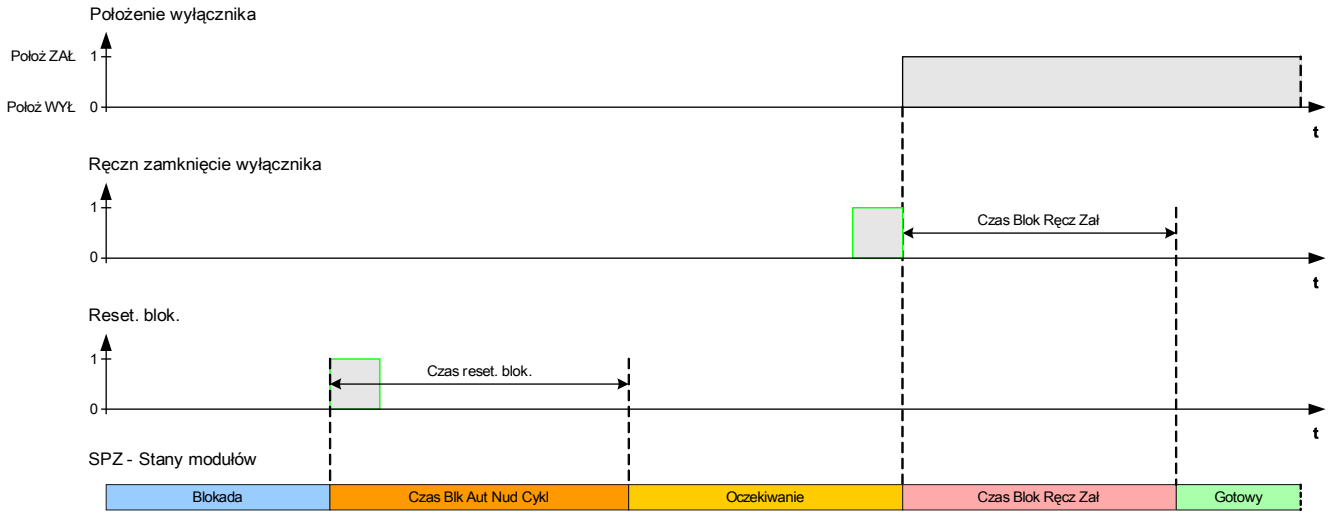 Położenie wyłącznika
Położ ZAŁ 1
Położ WYŁ 0
t
Ręczn zamknięcie wyłącznika
1
Czas Blok Ręcz Zał
0
t
Reset. blok.
1
Czas reset. blok.
0
t
SPZ - Stany modułów
Blokada Czas Blk Aut Nud Cykl Oczekiwanie Czas Blok Ręcz Zał Gotowy